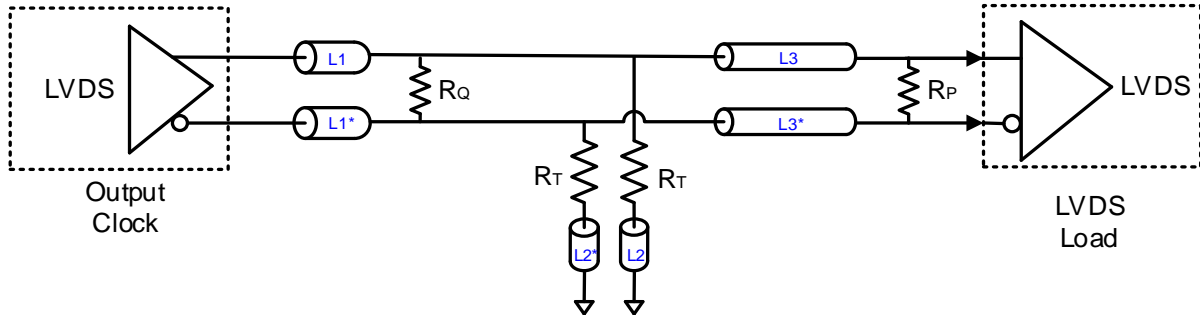 LVDS
Output
Clock
L1
L1*
RQ
RT
RT
L2*
L2
L3
L3*
RP
LVDS
LVDS
Load